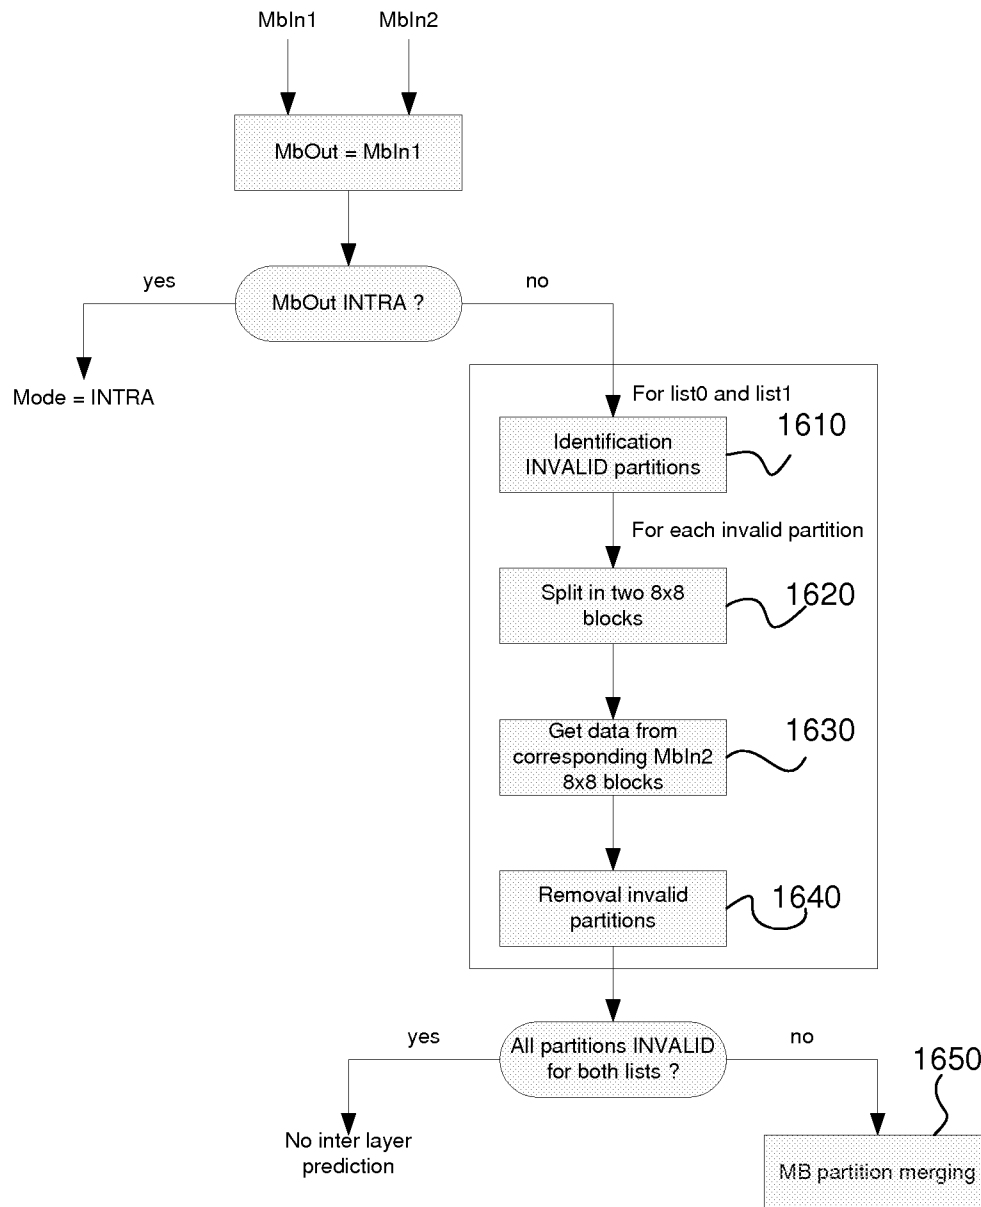 MbIn1
MbIn2
MbOut = MbIn1
yes
MbOut INTRA ?
no
Mode = INTRA
For list0 and list1
1610
Identification
INVALID partitions
For each invalid partition
Split in two 8x8
blocks
1620
Get data from
corresponding MbIn2
8x8 blocks
1630
Removal invalid
partitions
1640
yes
All partitions INVALID
for both lists ?
no
1650
No inter layer
prediction
MB partition merging